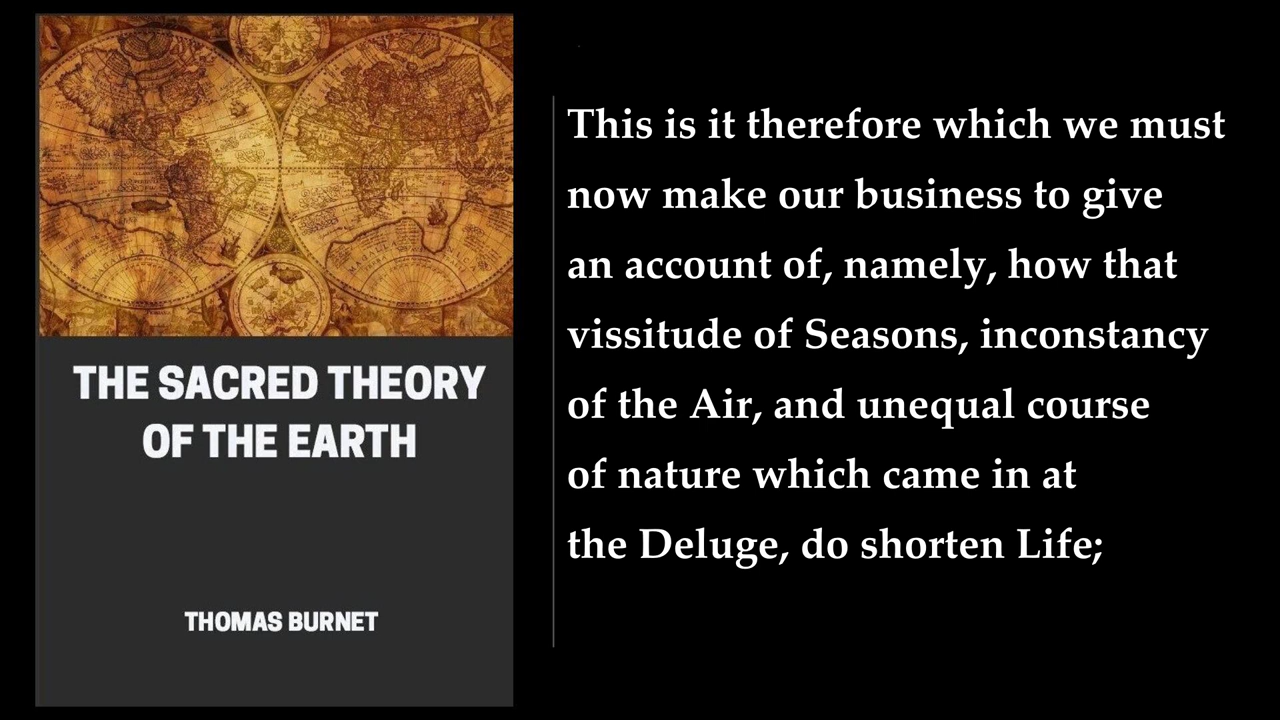 THE SACRED THEORY
OF THE EARTH
THOMAS BURNET
This is it therefore which we must
now make our business to give
an account of, namely, how that
vissitude of Seasons, inconstancy
of the Air, and unequal course
of nature which came in at
the Deluge, do shorten Life;